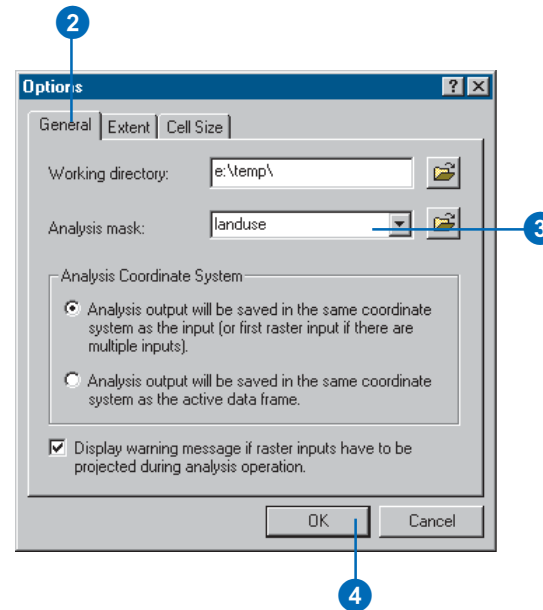 2
Options
General Extent Cell Size
Working directory: e:\temp\
Analysis mask: landuse
3
Analysis Coordinate System
Analysis output will be saved in the same coordinate
system as the input (or first raster input if there are
multiple inputs).
Analysis output will be saved in the same coordinate
system as the active data frame.
Display warning message if raster inputs have to be
projected during analysis operation.
OK Cancel
4